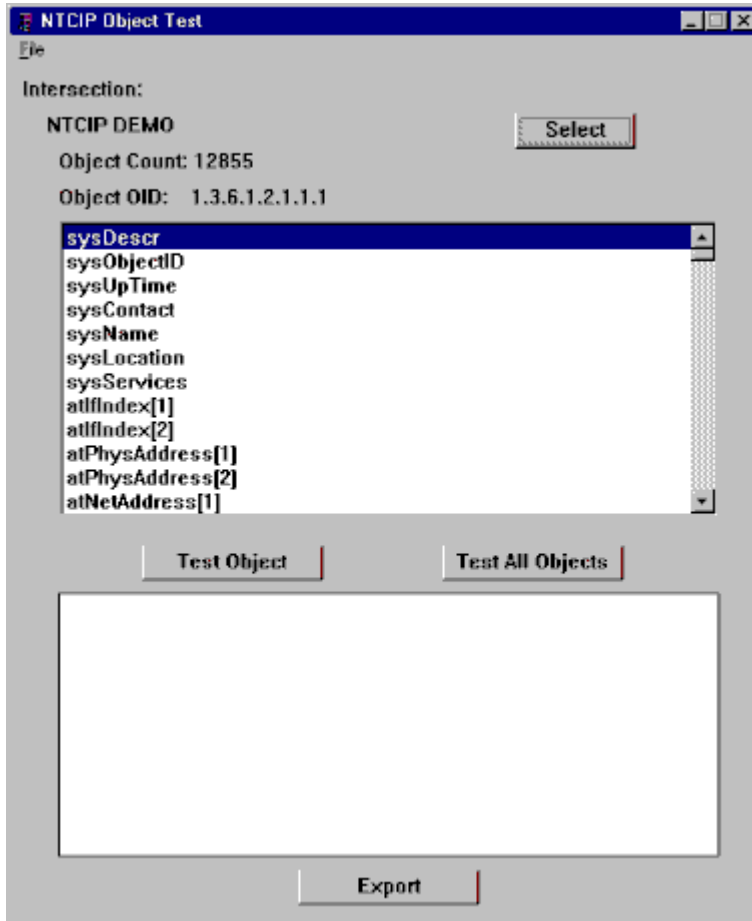 NTCIP Object Test
File
Intersection:
NTCIP DEMO
Select
Object Count: 12855
Object OID: 1.3.6.1.2.1.1.1
sysDescr
sysObjectID
sysUpTime
sysContact
sysName
sysLocation
sysServices
atIfIndex[1]
atIfIndex[2]
atPhysAddress[1]
atPhysAddress[2]
atNetAddress[1]
Test Object
Test All Objects
Export